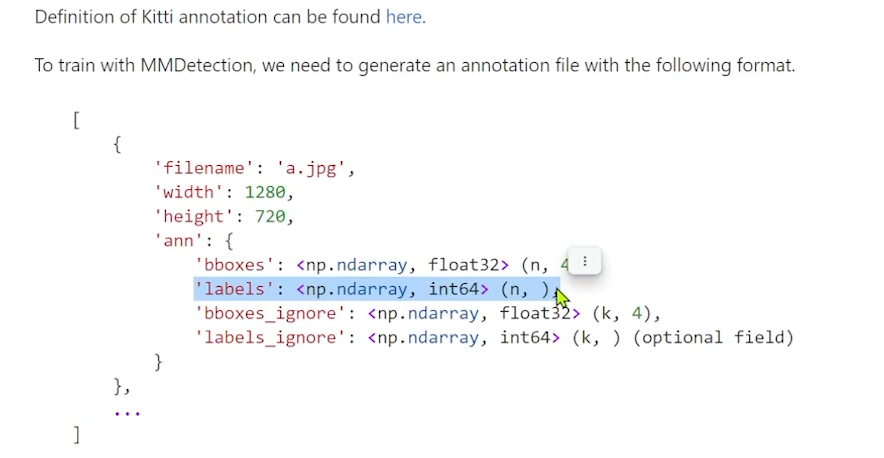 Definition of Kitti annotation can be found here.
To train with MMDetection, we need to generate an annotation file with the following format.
[
{
'filename': 'a.jpg',
'width': 1280,
'height': 720,
'ann': {
'bboxes': <np.ndarray, float32> (n, 4
'labels': <np.ndarray, int64> (n, ),
'bboxes_ignore': <np.ndarray, float32> (k, 4),
'labels_ignore': <np.ndarray, int64> (k, ) (optional field)
}
},
...
]